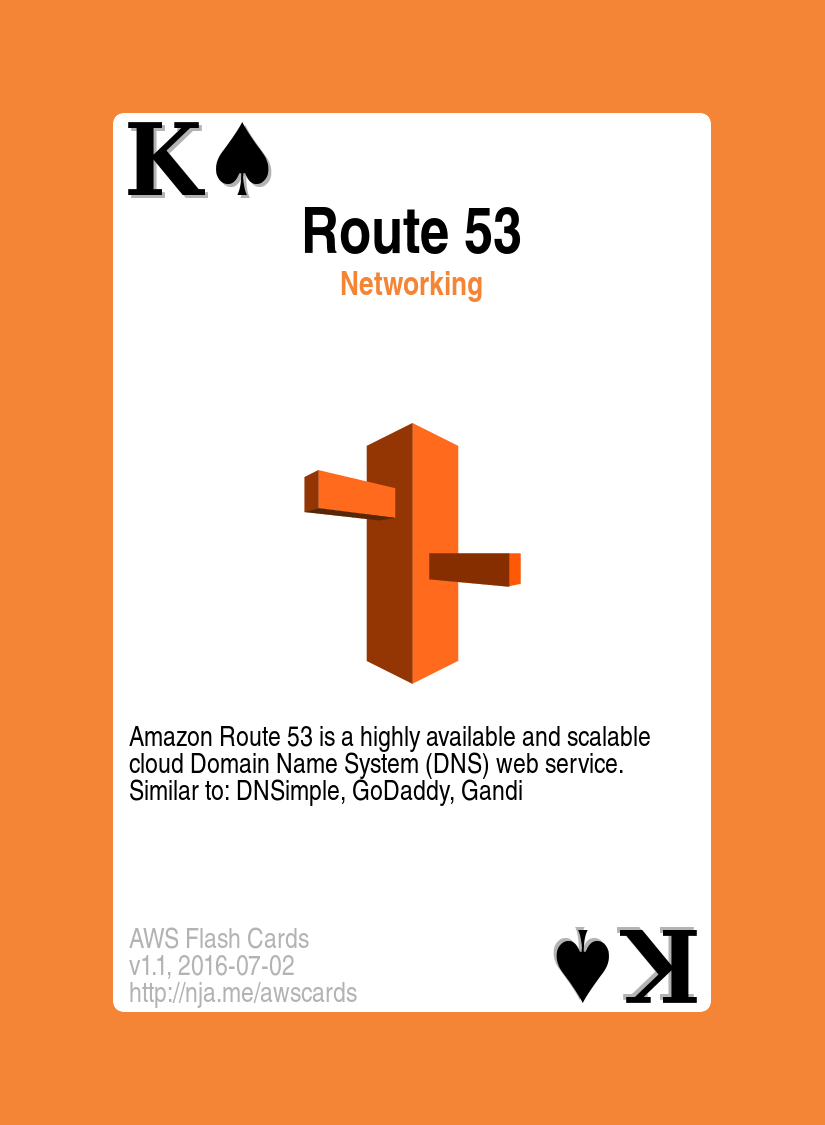 K♠
Route 53
Networking
Amazon Route 53 is a highly available and scalable
cloud Domain Name System (DNS) web service.
Similar to: DNSimple, GoDaddy, Gandi
AWS Flash Cards
v1.1, 2016-07-02
http://nja.me/awscards
K♠